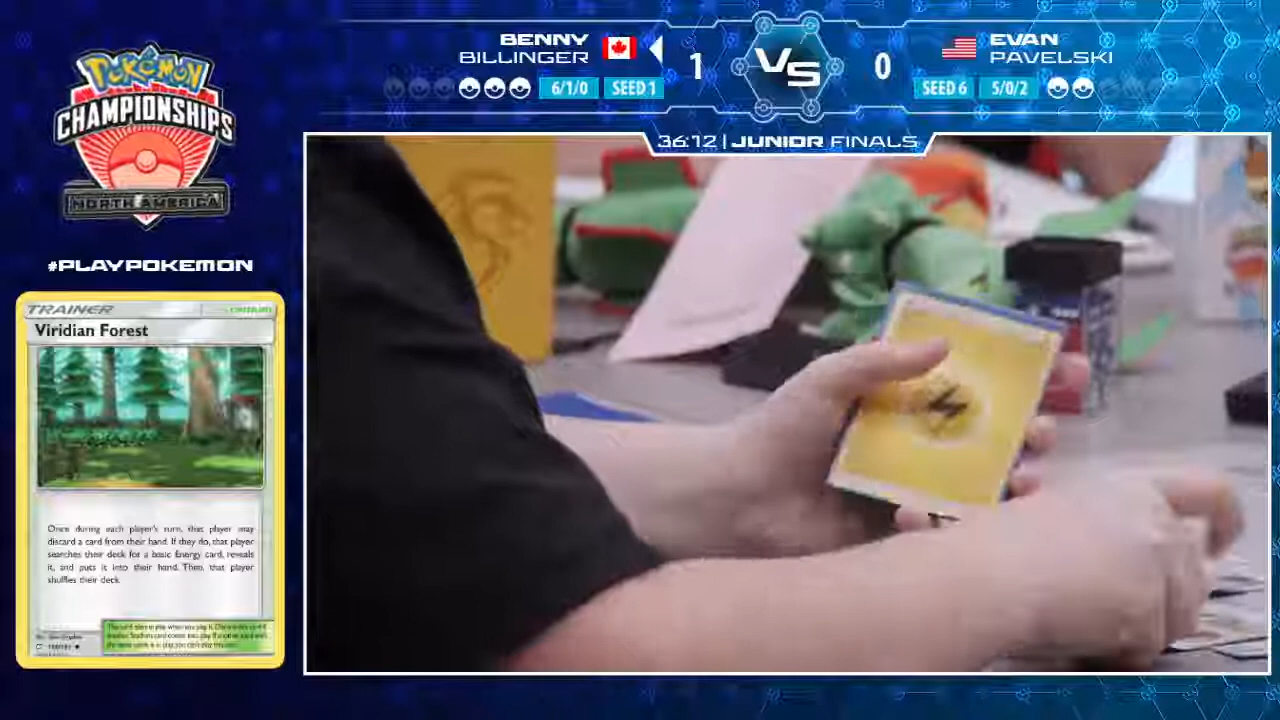 POKéMON
CHAMPIONSHIPS
NORTH AMERICA
#PLAYPOKEMON
BENNY
BILLINGER
6/1/0
SEED 1
1
VS
0
EVAN
PAVELSKI
SEED 6
5/0/2
36:12 | JUNIOR FINALS
TRAINER
Viridian Forest
Once during each player's turn, that player may
discard a card from their hand. If they do, that player
searches their deck for a basic Energy card, reveals
it, and puts it into their hand. Then, that player
shuffles their deck.